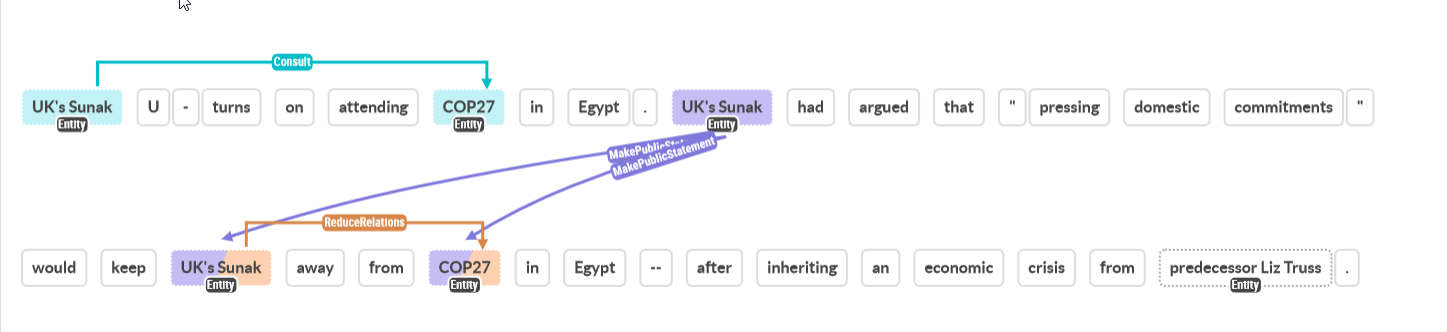 Consult
UK's Sunak U - turns on attending COP27 in Egypt . UK's Sunak had argued that " pressing domestic commitments "
Entity Entity Entity
MakePublicStat
MakePublicStatement
ReduceRelations
would keep UK's Sunak away from COP27 in Egypt -- after inheriting an economic crisis from predecessor Liz Truss .
Entity Entity Entity